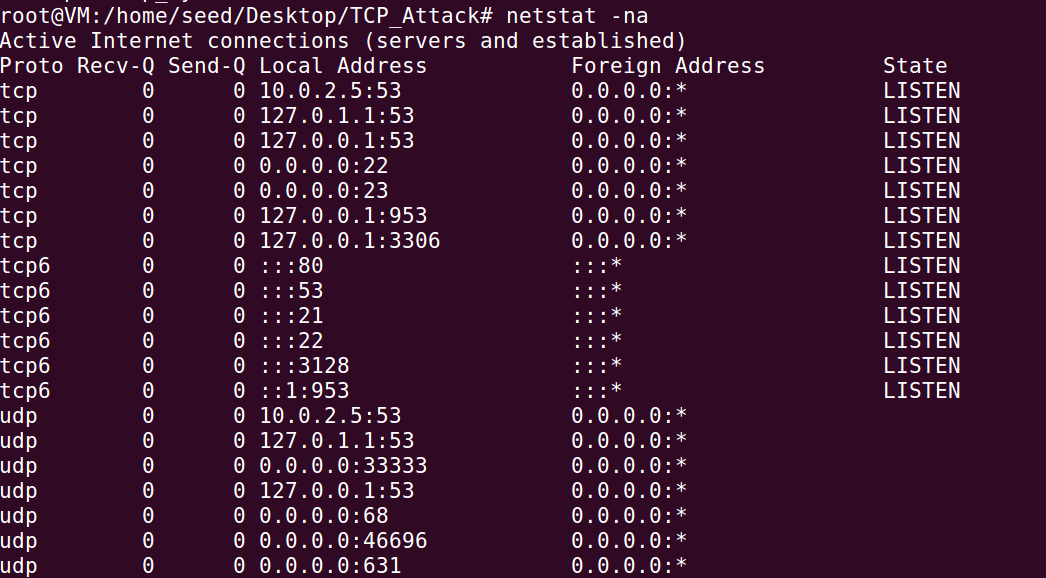 root@VM:/home/seed/Desktop/TCP_Attack# netstat -na
Active Internet connections (servers and established)
Proto Recv-Q Send-Q Local Address           Foreign Address         State
tcp        0      0 10.0.2.5:53             0.0.0.0:*               LISTEN
tcp        0      0 127.0.1.1:53            0.0.0.0:*               LISTEN
tcp        0      0 127.0.0.1:53            0.0.0.0:*               LISTEN
tcp        0      0 0.0.0.0:22              0.0.0.0:*               LISTEN
tcp        0      0 0.0.0.0:23              0.0.0.0:*               LISTEN
tcp        0      0 127.0.0.1:953           0.0.0.0:*               LISTEN
tcp        0      0 127.0.0.1:3306          0.0.0.0:*               LISTEN
tcp6       0      0 :::80                   :::*                    LISTEN
tcp6       0      0 :::53                   :::*                    LISTEN
tcp6       0      0 :::21                   :::*                    LISTEN
tcp6       0      0 :::22                   :::*                    LISTEN
tcp6       0      0 :::3128                 :::*                    LISTEN
tcp6       0      0 ::1:953                 :::*                    LISTEN
udp        0      0 10.0.2.5:53             0.0.0.0:*
udp        0      0 127.0.1.1:53            0.0.0.0:*
udp        0      0 0.0.0.0:33333           0.0.0.0:*
udp        0      0 127.0.0.1:53            0.0.0.0:*
udp        0      0 0.0.0.0:68              0.0.0.0:*
udp        0      0 0.0.0.0:46696           0.0.0.0:*
udp        0      0 0.0.0.0:631             0.0.0.0:*